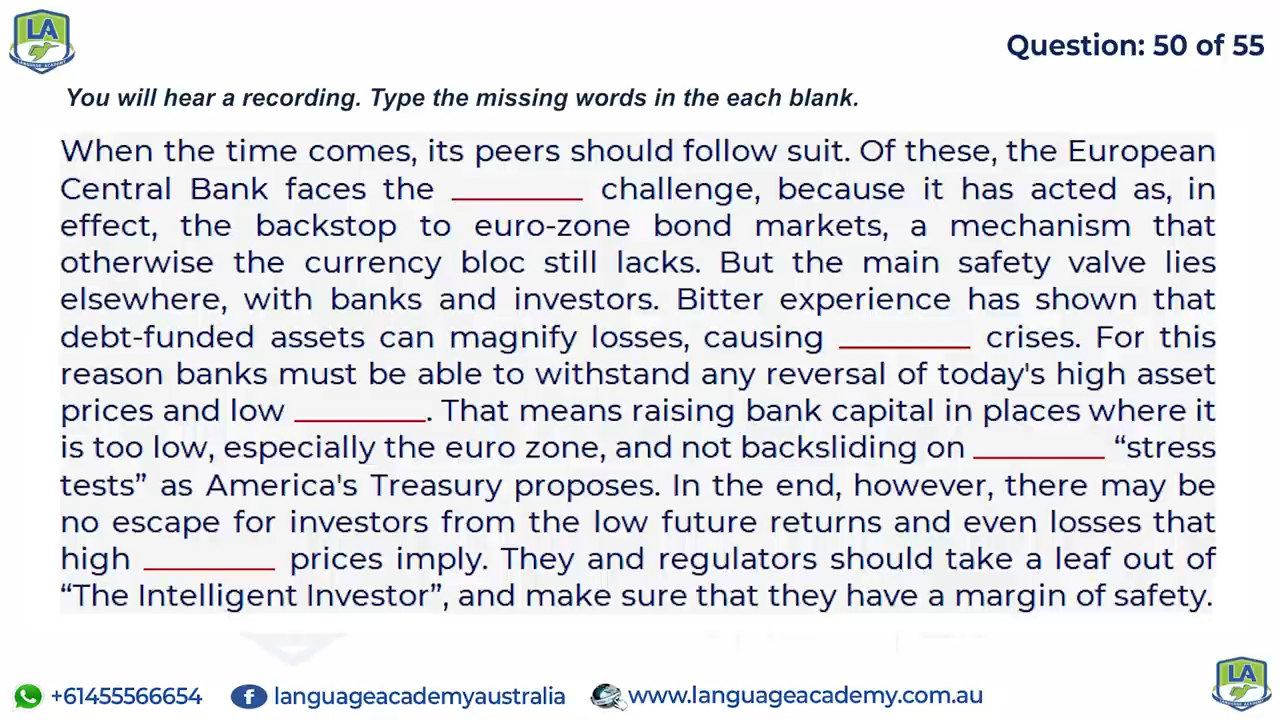 LA
LANGUAGE ACADEMY
Question: 50 of 55
You will hear a recording. Type the missing words in the each blank.
When the time comes, its peers should follow suit. Of these, the European
Central Bank faces the ________ challenge, because it has acted as, in
effect, the backstop to euro-zone bond markets, a mechanism that
otherwise the currency bloc still lacks. But the main safety valve lies
elsewhere, with banks and investors. Bitter experience has shown that
debt-funded assets can magnify losses, causing ________ crises. For this
reason banks must be able to withstand any reversal of today's high asset
prices and low ________. That means raising bank capital in places where it
is too low, especially the euro zone, and not backsliding on ________ “stress
tests” as America's Treasury proposes. In the end, however, there may be
no escape for investors from the low future returns and even losses that
high ________ prices imply. They and regulators should take a leaf out of
“The Intelligent Investor”, and make sure that they have a margin of safety.
+61455566654
languageacademyaustralia
www.languageacademy.com.au
LA